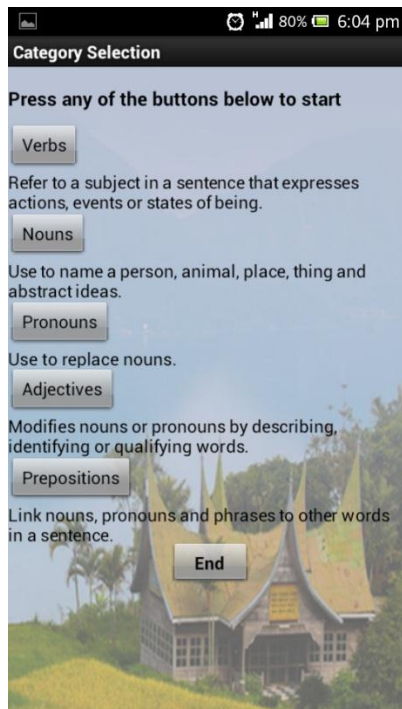 H 80% 6:04 pm
Category Selection
Press any of the buttons below to start
Verbs
Refer to a subject in a sentence that expresses
actions, events or states of being.
Nouns
Use to name a person, animal, place, thing and
abstract ideas.
Pronouns
Use to replace nouns.
Adjectives
Modifies nouns or pronouns by describing,
identifying or qualifying words.
Prepositions
Link nouns, pronouns and phrases to other words
in a sentence.
End